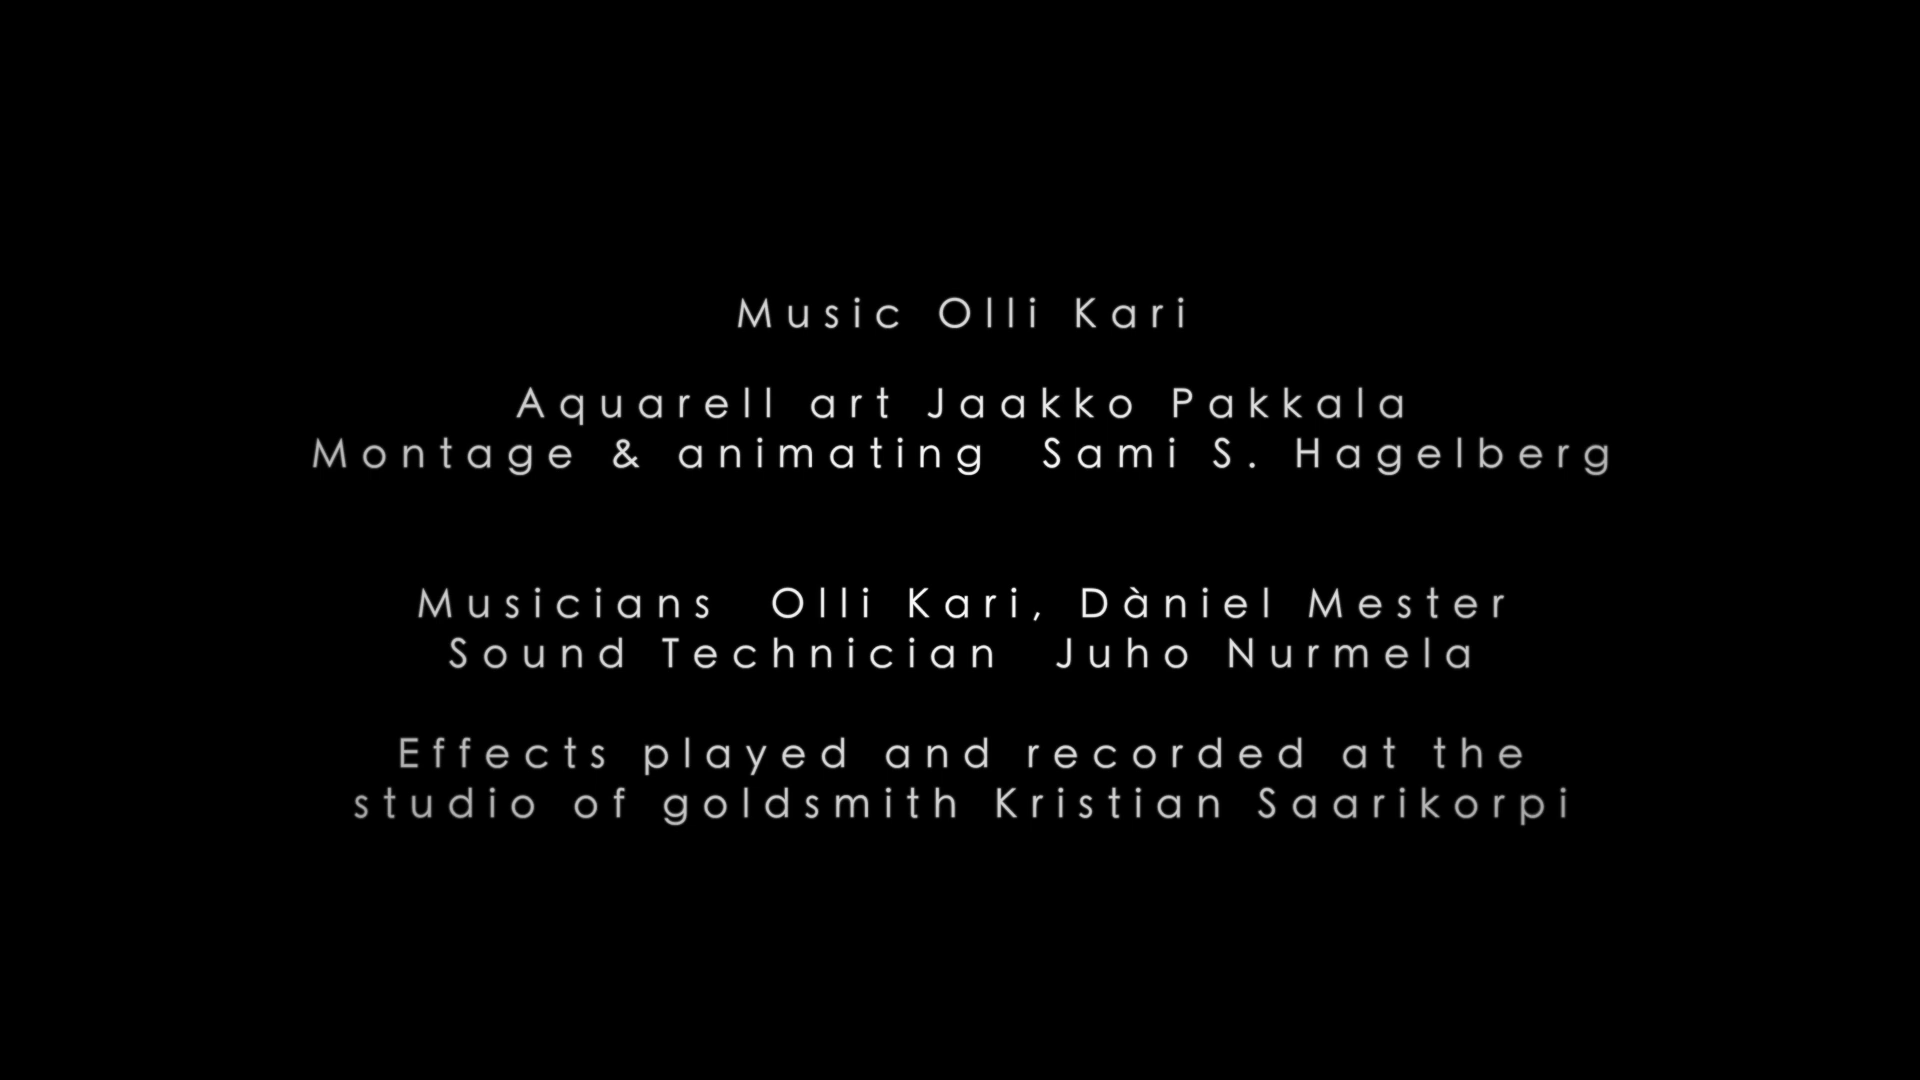 Music Olli Kari
Aquarell art Jaakko Pakkala
Montage & animating Sami S. Hagelberg
Musicians Olli Kari, Dàniel Mester
Sound Technician Juho Nurmela
Effects played and recorded at the
studio of goldsmith Kristian Saarikorpi